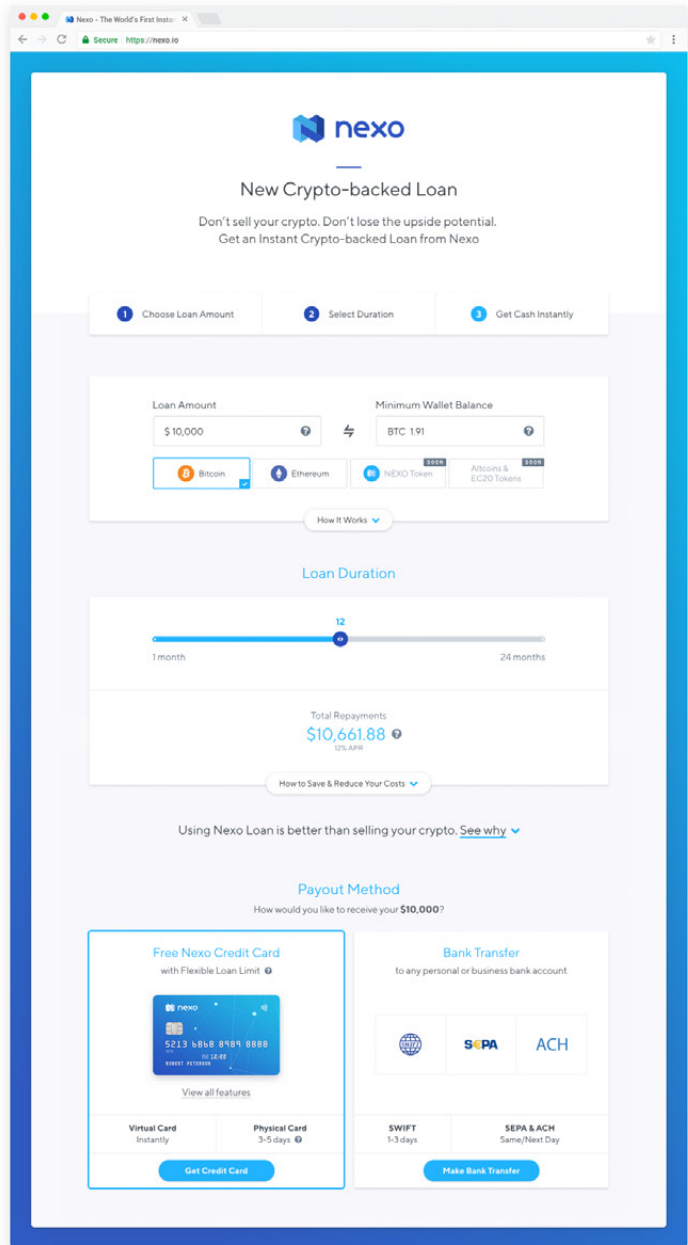 Nexo - The World's First Instan
Secure https://nexo.io
nexo
New Crypto-backed Loan
Don't sell your crypto. Don't lose the upside potential.
Get an Instant Crypto-backed Loan from Nexo
1 Choose Loan Amount 2 Select Duration 3 Get Cash Instantly
Loan Amount Minimum Wallet Balance
$ 10,000 BTC 1.91
SOON SOON
Bitcoin Ethereum NEXO Token Altcoins &
EC20 Tokens
How It Works
Loan Duration
12
1 month 24 months
Total Repayments
$10,661.88
12% APR
How to Save & Reduce Your Costs
Using Nexo Loan is better than selling your crypto. See why
Payout Method
How would you like to receive your $10,000?
Free Nexo Credit Card Bank Transfer
with Flexible Loan Limit to any personal or business bank account
nexo
SWIFT SEPA ACH
5213 6868 8989 8888
12/22
ROBERT PETERSON
View all features
Virtual Card Physical Card SWIFT SEPA & ACH
Instantly 3-5 days 1-3 days Same/Next Day
Get Credit Card Make Bank Transfer